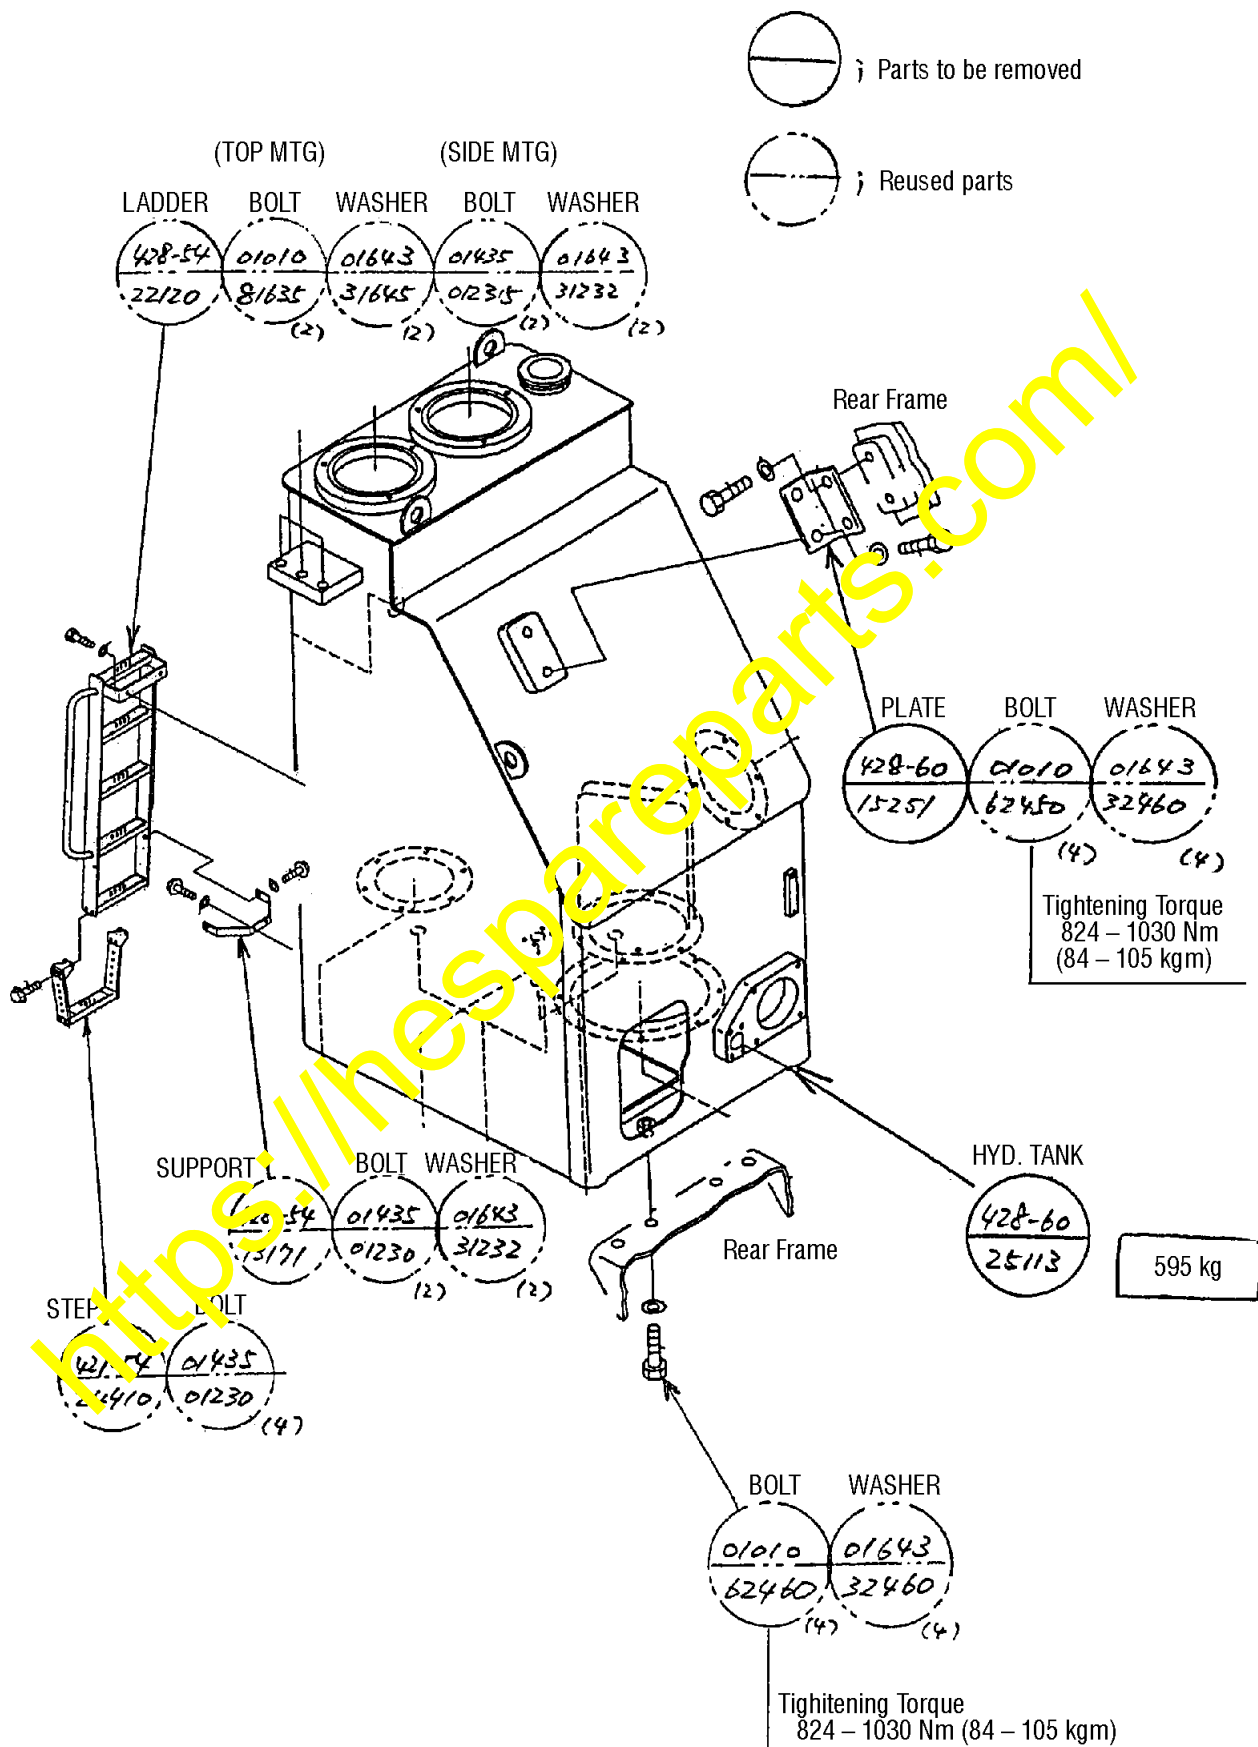 ; Parts to be removed
; Reused parts
(TOP MTG) (SIDE MTG)
LADDER BOLT WASHER BOLT WASHER
428-54 01010 01643 01435 01643
22120 81635 31645 01235 31232
(2) (2) (2) (2)
Rear Frame
PLATE BOLT WASHER
428-60 01010 01643
15251 62450 32460
(4) (4)
Tightening Torque
824 – 1030 Nm
(84 – 105 kgm)
https://hespareparts.com/
SUPPORT BOLT WASHER
01435 01643
13171 01230 31232
(2) (2)
HYD. TANK
428-60
25113
595 kg
Rear Frame
STEP BOLT
01435
01230
(4)
BOLT WASHER
01010 01643
62460 32460
(4) (4)
Tighitening Torque
824 – 1030 Nm (84 – 105 kgm)